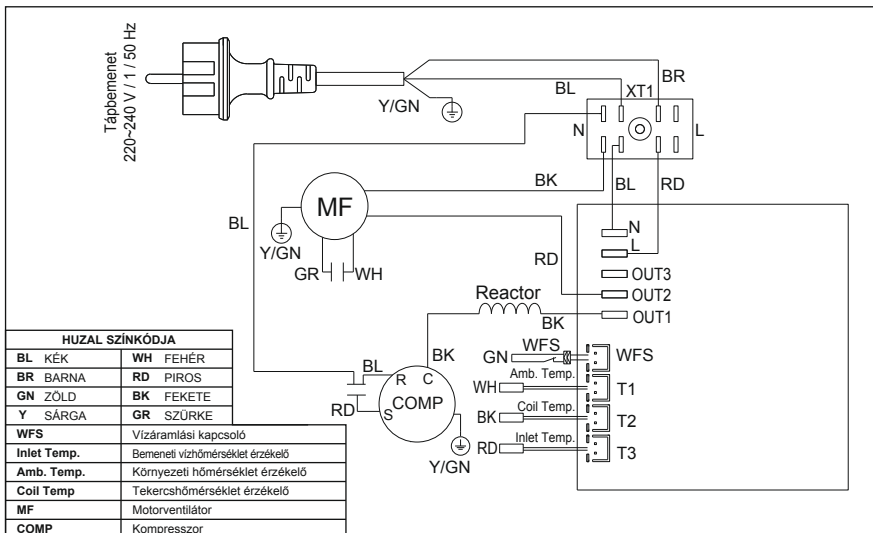 Tápbemenet
220~240 V / 1 / 50 Hz
Y/GN
BL
BR
XT1
N
L
BK
BL
RD
MF
Y/GN
GR
WH
BL
RD
N
L
OUT3
OUT2
OUT1
Reactor
BK
BK
WFS
GN
WFS
Amb. Temp.
WH
T1
Coil Temp.
BK
T2
Inlet Temp.
RD
T3
BL
R
C
COMP
S
RD
Y/GN
HUZAL SZÍNKÓDJA
BL KÉK WH FEHÉR
BR BARNA RD PIROS
GN ZÖLD BK FEKETE
Y SÁRGA GR SZÜRKE
WFS Vízáramlási kapcsoló
Inlet Temp. Bemeneti vízhőmérséklet érzékelő
Amb. Temp. Környezeti hőmérséklet érzékelő
Coil Temp Tekercshőmérséklet érzékelő
MF Motorventilátor
COMP Kompresszor